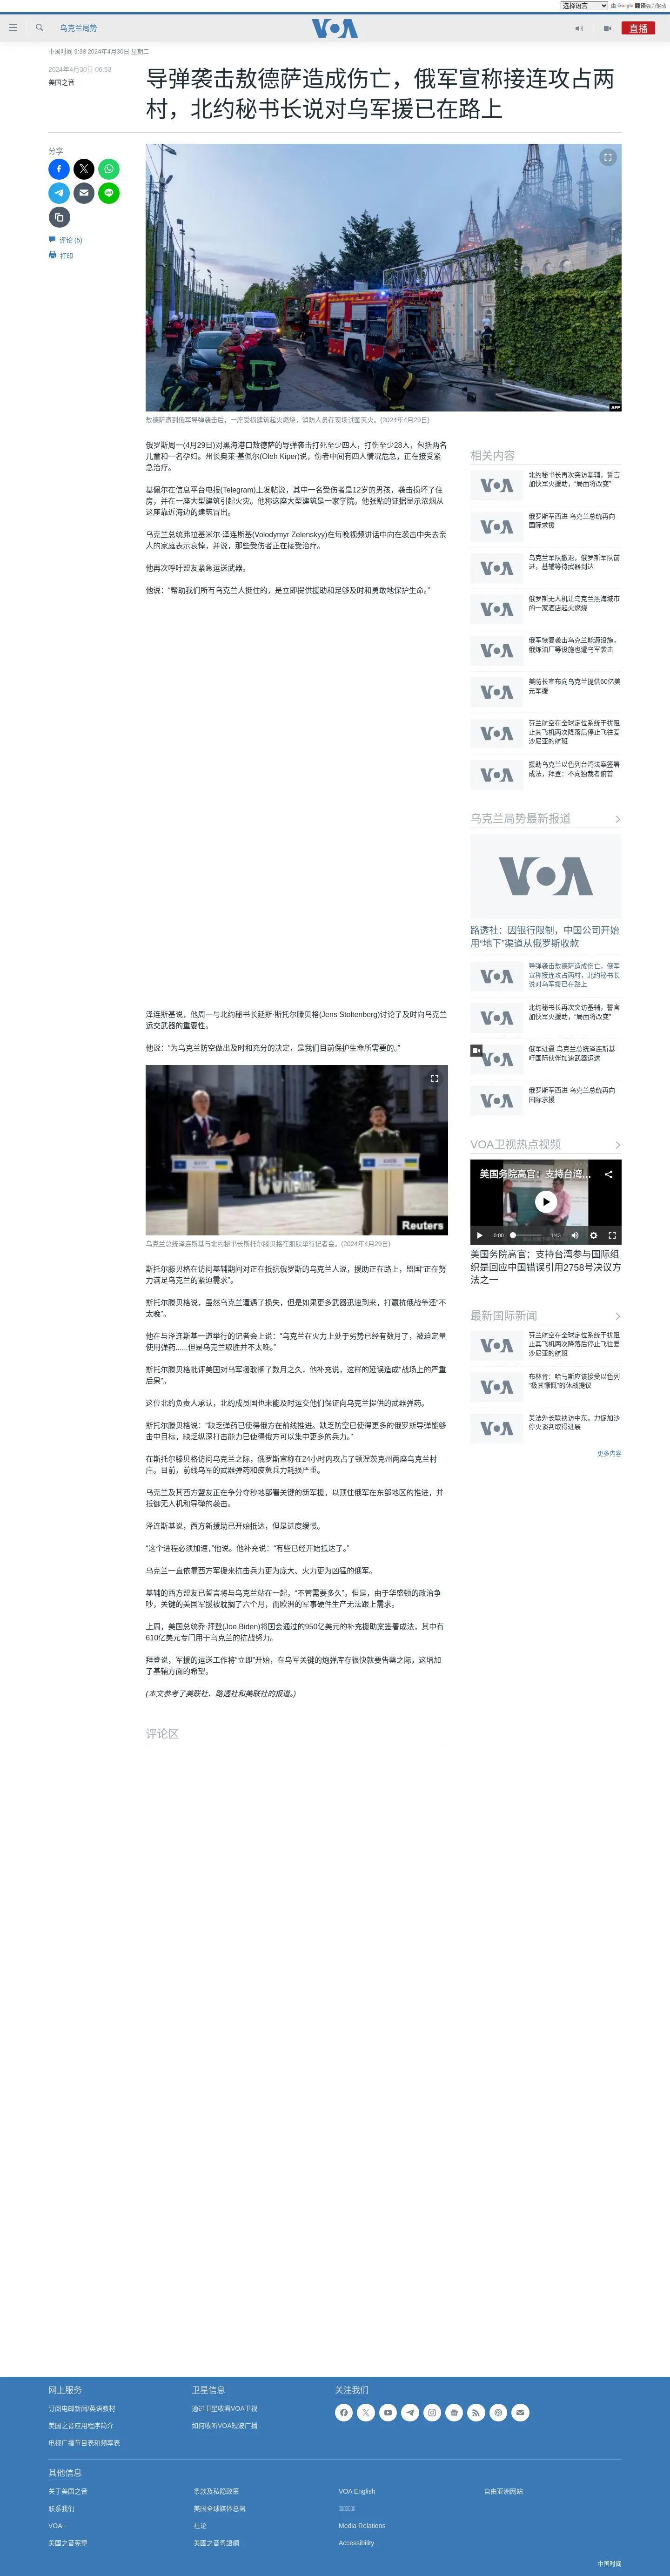 选择语言
由 Google 翻译强力驱动
乌克兰局势
VOA
直播
中国时间 9:38 2024年4月30日 星期二
2024年4月30日 06:53
美国之音
导弹袭击敖德萨造成伤亡，俄军宣称接连攻占两
村，北约秘书长说对乌军援已在路上
分享
评论 (5)
打印
AFP
敖德萨遭到俄军导弹袭击后，一座受损建筑起火燃烧，消防人员在现场试图灭火。(2024年4月29日)
俄罗斯周一(4月29日)对黑海港口敖德萨的导弹袭击打死至少四人，打伤至少28人，包括两名
儿童和一名孕妇。州长奥莱·基佩尔(Oleh Kiper)说，伤者中间有四人情况危急，正在接受紧
急治疗。
基佩尔在信息平台电报(Telegram)上发帖说，其中一名受伤者是12岁的男孩，袭击损坏了住
房，并在一座大型建筑引起火灾。他称这座大型建筑是一家学院。他张贴的证据显示浓烟从
这座靠近海边的建筑冒出。
乌克兰总统弗拉基米尔·泽连斯基(Volodymyr Zelenskyy)在每晚视频讲话中向在袭击中失去亲
人的家庭表示哀悼，并说，那些受伤者正在接受治疗。
他再次呼吁盟友紧急运送武器。
他说：“帮助我们所有乌克兰人挺住的，是立即提供援助和足够及时和勇敢地保护生命。”
泽连斯基说，他周一与北约秘书长延斯·斯托尔滕贝格(Jens Stoltenberg)讨论了及时向乌克兰
运交武器的重要性。
他说：“为乌克兰防空做出及时和充分的决定，是我们目前保护生命所需要的。”
Reuters
乌克兰总统泽连斯基与北约秘书长斯托尔滕贝格在肌肤举行记者会。(2024年4月29日)
斯托尔滕贝格在访问基辅期间对正在抵抗俄罗斯的乌克兰人说，援助正在路上，盟国“正在努
力满足乌克兰的紧迫需求”。
斯托尔滕贝格说，虽然乌克兰遭遇了损失，但是如果更多武器迅速到来，打赢抗俄战争还“不
太晚”。
他在与泽连斯基一道举行的记者会上说：“乌克兰在火力上处于劣势已经有数月了，被迫定量
使用弹药......但是乌克兰取胜并不太晚。”
斯托尔滕贝格批评美国对乌军援耽搁了数月之久，他补充说，这样的延误造成“战场上的严重
后果”。
这位北约负责人承认，北约成员国也未能及时运交他们保证向乌克兰提供的武器弹药。
斯托尔滕贝格说：“缺乏弹药已使得俄方在前线推进。缺乏防空已使得更多的俄罗斯导弹能够
击中目标，缺乏纵深打击能力已使得俄方可以集中更多的兵力。”
在斯托尔滕贝格访问乌克兰之际，俄罗斯宣称在24小时内攻占了顿涅茨克州两座乌克兰村
庄。目前，前线乌军的武器弹药和疲惫兵力耗损严重。
乌克兰及其西方盟友正在争分夺秒地部署关键的新军援，以顶住俄军在东部地区的推进，并
抵御无人机和导弹的袭击。
泽连斯基说，西方新援助已开始抵达，但是进度缓慢。
“这个进程必须加速，”他说。他补充说：“有些已经开始抵达了。”
乌克兰一直依靠西方军援来抗击兵力更为庞大、火力更为凶猛的俄军。
基辅的西方盟友已誓言将与乌克兰站在一起，“不管需要多久”。但是，由于华盛顿的政治争
吵，关键的美国军援被耽搁了六个月，而欧洲的军事硬件生产无法跟上需求。
上周，美国总统乔·拜登(Joe Biden)将国会通过的950亿美元的补充援助案签署成法，其中有
610亿美元专门用于乌克兰的抗战努力。
拜登说，军援的运送工作将“立即”开始，在乌军关键的炮弹库存很快就要告罄之际，这增加
了基辅方面的希望。
(本文参考了美联社、路透社和美联社的报道。)
评论区
相关内容
北约秘书长再次突访基辅，誓言
加快军火援助，“局面将改变”
俄罗斯军西进 乌克兰总统再向
国际求援
乌克兰军队撤退，俄罗斯军队前
进，基辅等待武器到达
俄罗斯无人机让乌克兰黑海城市
的一家酒店起火燃烧
俄军恢复袭击乌克兰能源设施，
俄炼油厂等设施也遭乌军袭击
美防长宣布向乌克兰提供60亿美
元军援
芬兰航空在全球定位系统干扰阻
止其飞机两次降落后停止飞往爱
沙尼亚的航班
援助乌克兰以色列台湾法案签署
成法，拜登：不向独裁者俯首
乌克兰局势最新报道
VOA
路透社：因银行限制，中国公司开始
用“地下”渠道从俄罗斯收款
导弹袭击敖德萨造成伤亡，俄军
宣称接连攻占两村，北约秘书长
说对乌军援已在路上
北约秘书长再次突访基辅，誓言
加快军火援助，“局面将改变”
俄军进逼 乌克兰总统泽连斯基
吁国际伙伴加速武器运送
俄罗斯军西进 乌克兰总统再向
国际求援
VOA卫视热点视频
美国务院高官：支持台湾...
0:00
1:43
美国务院高官：支持台湾参与国际组
织是回应中国错误引用2758号决议方
法之一
最新国际新闻
芬兰航空在全球定位系统干扰阻
止其飞机两次降落后停止飞往爱
沙尼亚的航班
布林肯：哈马斯应该接受以色列
“极其慷慨”的休战提议
美法外长联袂访中东，力促加沙
停火谈判取得进展
更多内容
网上服务
订阅电邮新闻/英语教材
美国之音应用程序简介
电视广播节目表和频率表
卫星信息
通过卫星收看VOA卫视
如何收听VOA短波广播
关注我们
其他信息
关于美国之音
条款及私隐政策
VOA English
自由亚洲网站
联系我们
美国全球媒体总署
VOA+
社论
Media Relations
美国之音宪章
美國之音粵語網
Accessibility
中国时间